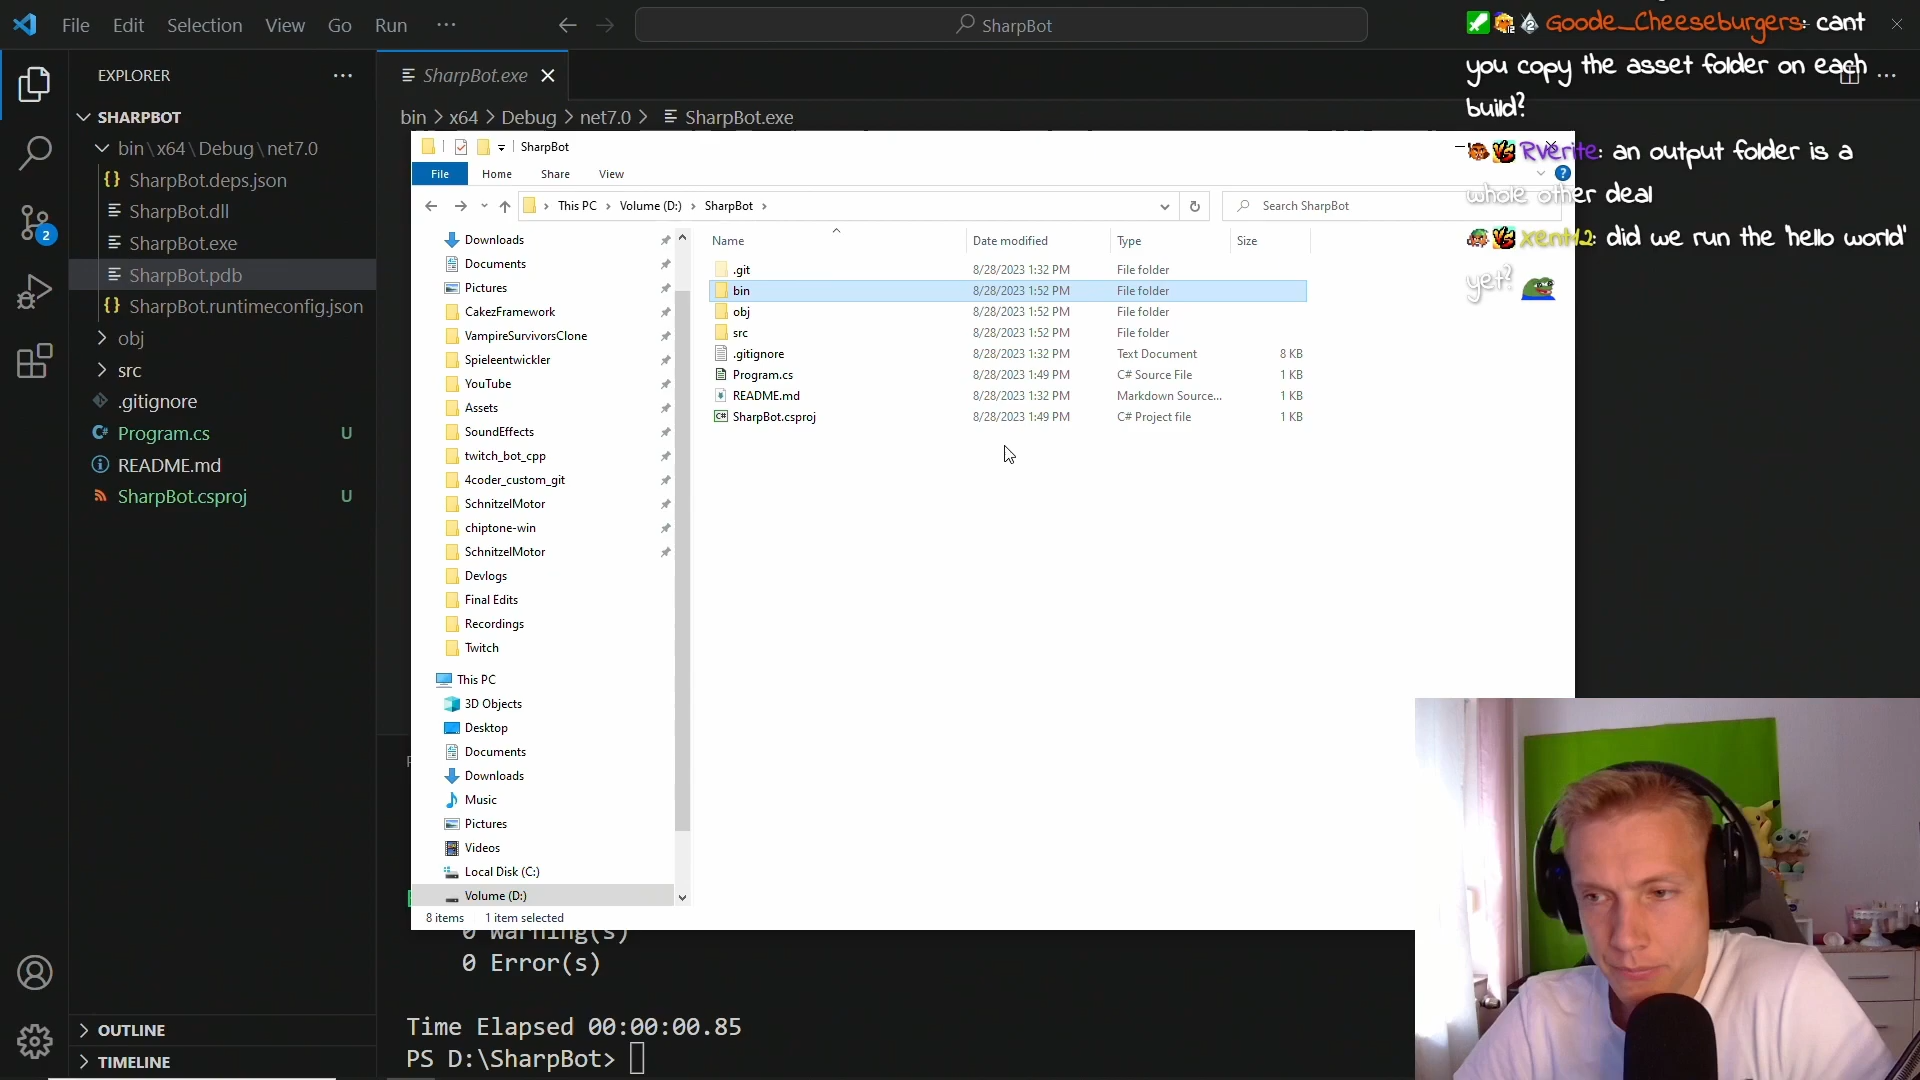 File Edit Selection View Go Run ···
SharpBot
EXPLORER
SHARPBOT
bin\x64\Debug\net7.0
SharpBot.deps.json
SharpBot.dll
SharpBot.exe
SharpBot.pdb
SharpBot.runtimeconfig.json
obj
src
.gitignore
Program.cs U
README.md
SharpBot.csproj U
OUTLINE
TIMELINE
2
SharpBot.exe
bin > x64 > Debug > net7.0 > SharpBot.exe
SharpBot
File Home Share View
This PC > Volume (D:) > SharpBot >
Search SharpBot
Downloads
Documents
Pictures
CakezFramework
VampireSurvivorsClone
Spieleentwickler
YouTube
Assets
SoundEffects
twitch_bot_cpp
4coder_custom_git
SchnitzelMotor
chiptone-win
SchnitzelMotor
Devlogs
Final Edits
Recordings
Twitch
This PC
3D Objects
Desktop
Documents
Downloads
Music
Pictures
Videos
Local Disk (C:)
Volume (D:)
Name Date modified Type Size
.git 8/28/2023 1:32 PM File folder
bin 8/28/2023 1:52 PM File folder
obj 8/28/2023 1:52 PM File folder
src 8/28/2023 1:52 PM File folder
.gitignore 8/28/2023 1:32 PM Text Document 8 KB
Program.cs 8/28/2023 1:49 PM C# Source File 1 KB
README.md 8/28/2023 1:32 PM Markdown Source... 1 KB
SharpBot.csproj 8/28/2023 1:49 PM C# Project file 1 KB
8 items 1 item selected
0 Warning(s)
0 Error(s)
Time Elapsed 00:00:00.85
PS D:\SharpBot>
Goode_Cheeseburgers: cant
you copy the asset folder on each
build?
RVerite: an output folder is a
whole other deal
xenM2: did we run the 'hello world'
yet?